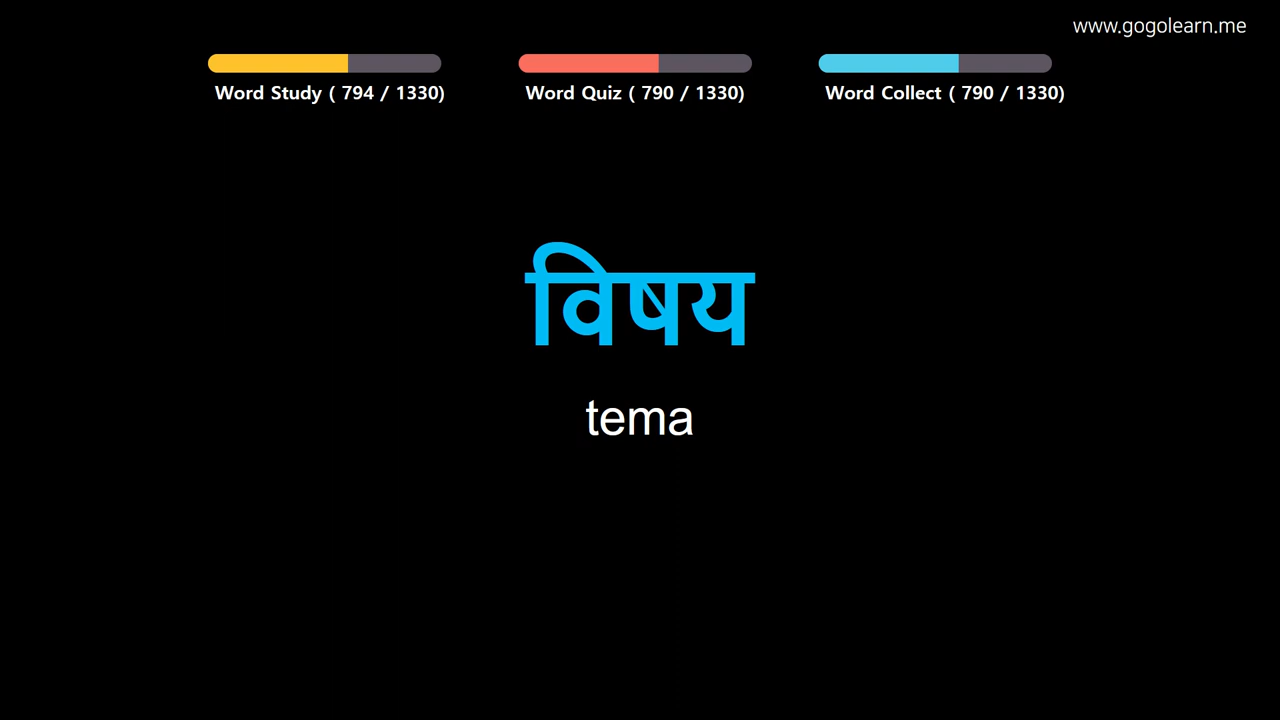 www.gogolearn.me
Word Study ( 794 / 1330)
Word Quiz ( 790 / 1330)
Word Collect ( 790 / 1330)
विषय
tema